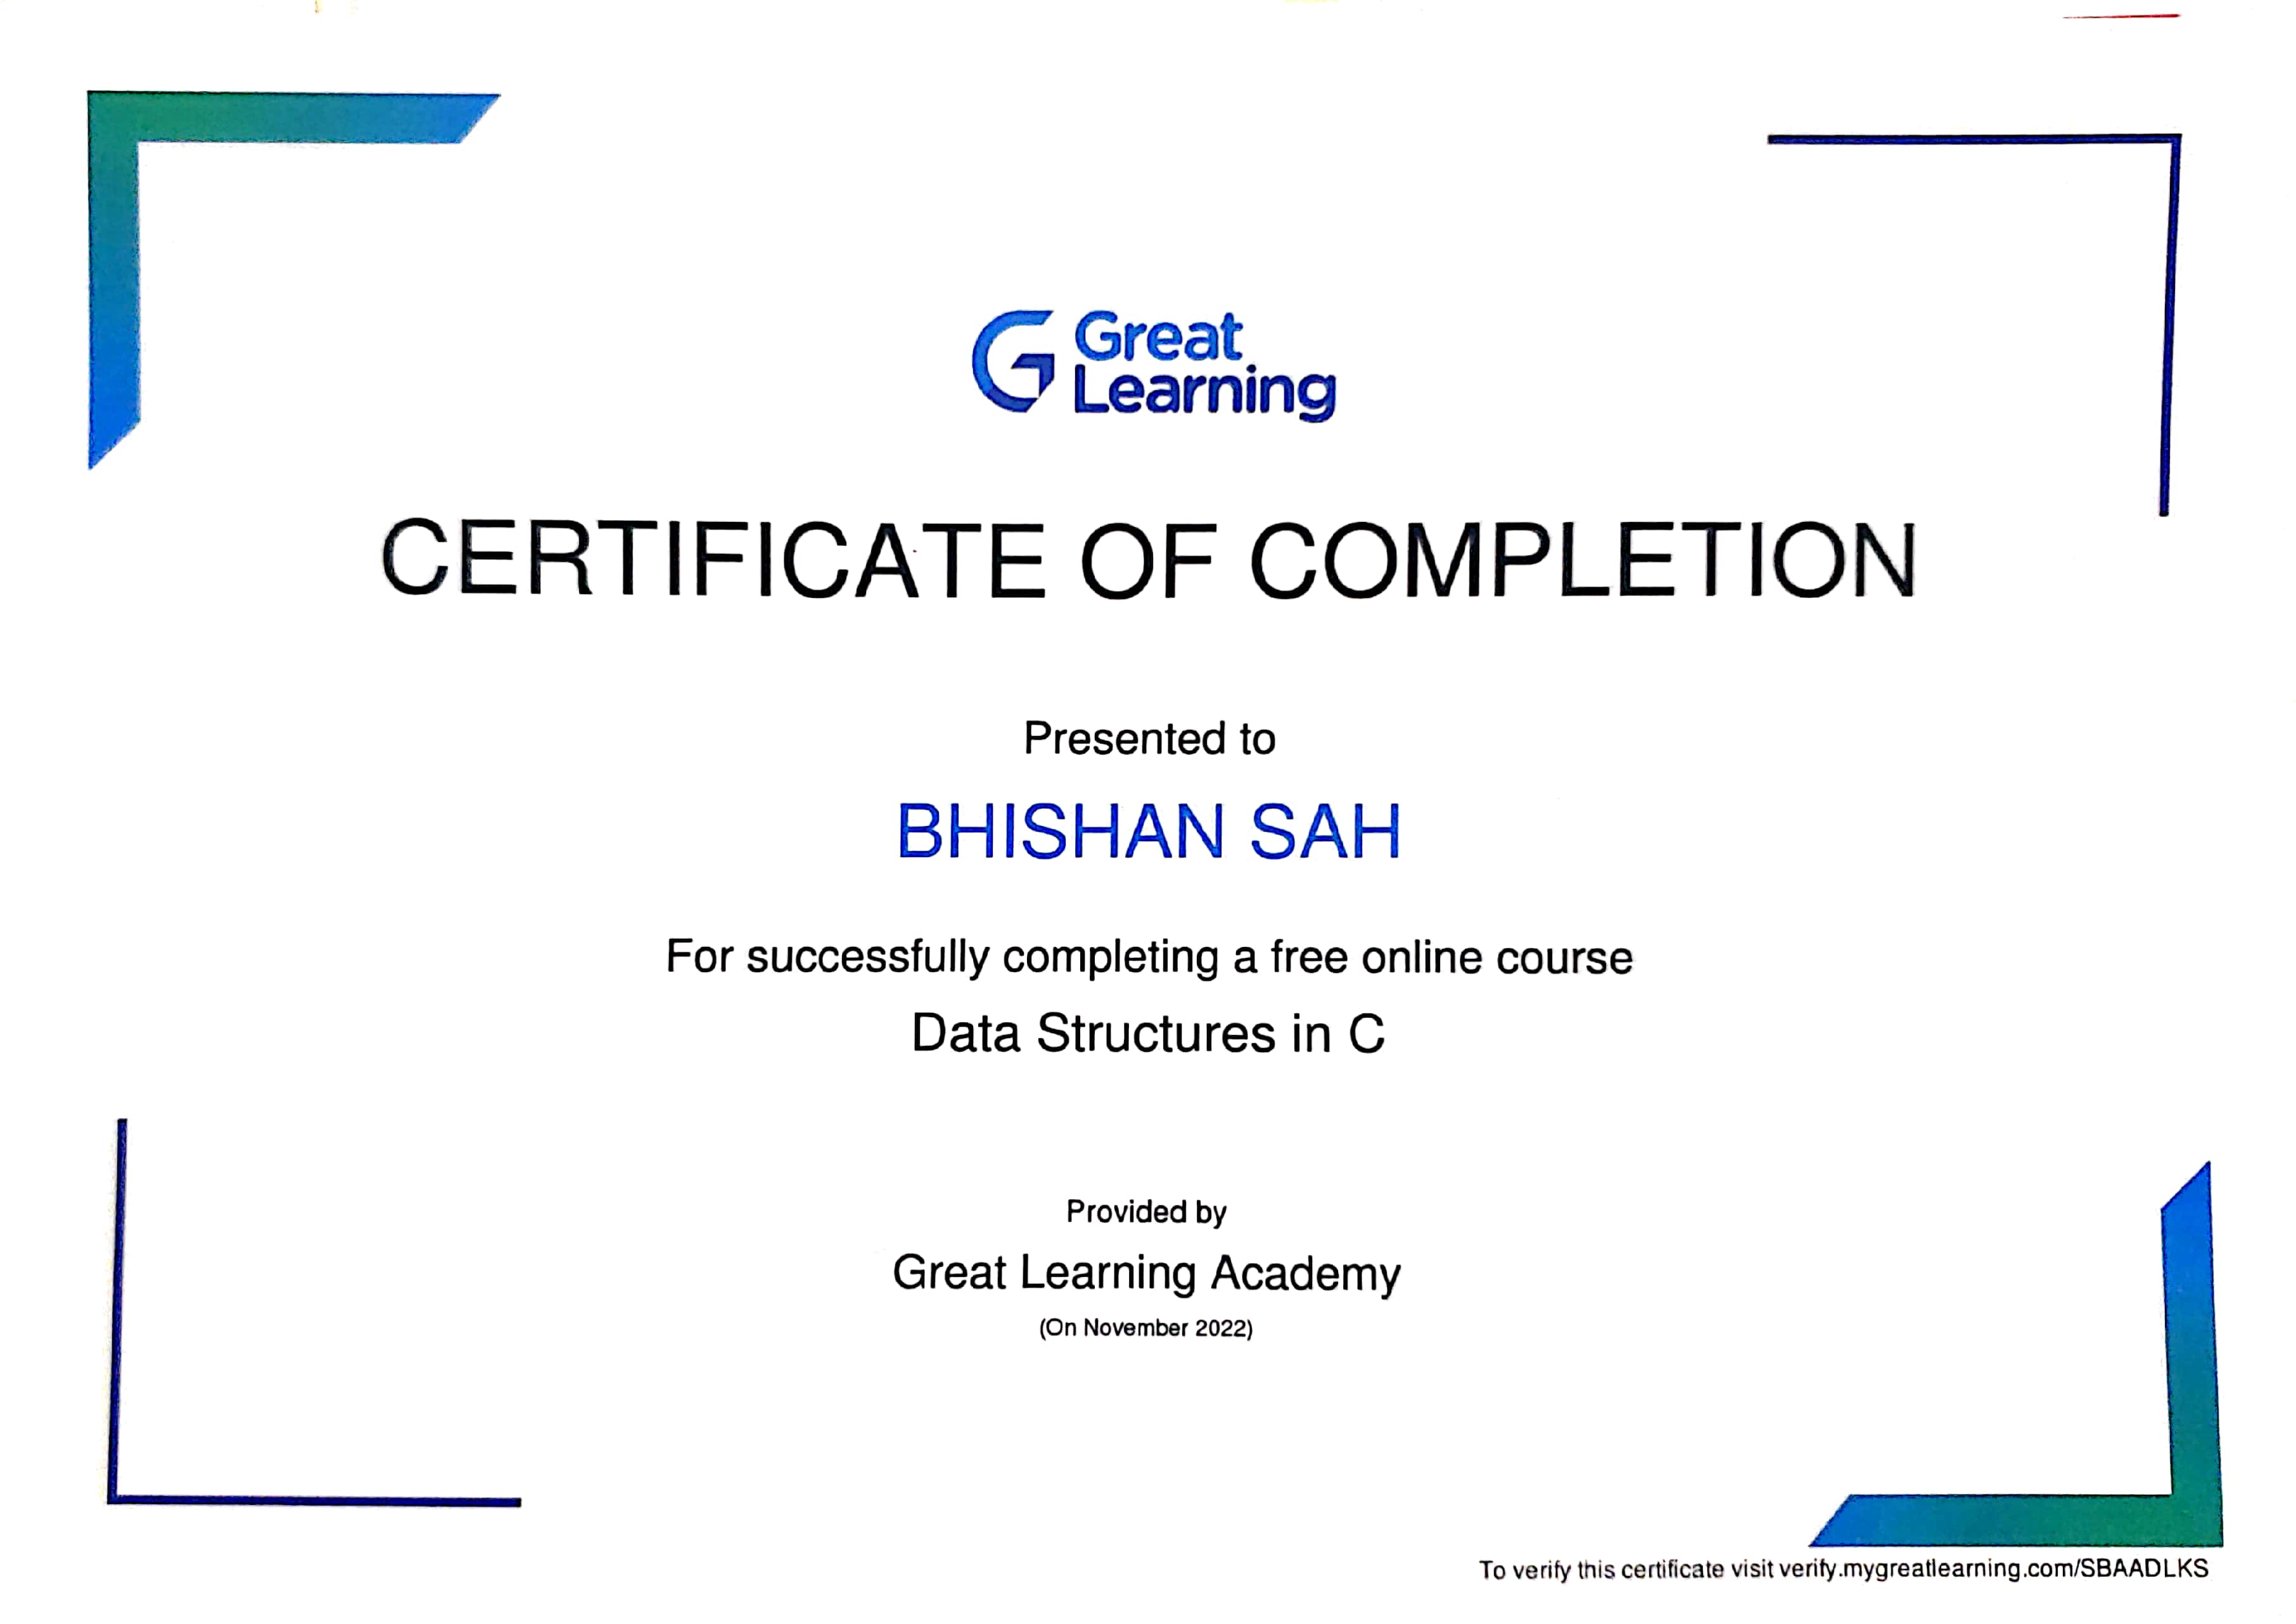 Great
Learning
CERTIFICATE OF COMPLETION
Presented to
BHISHAN SAH
For successfully completing a free online course
Data Structures in C
Provided by
Great Learning Academy
(On November 2022)
To verify this certificate visit verify.mygreatlearning.com/SBAADLKS